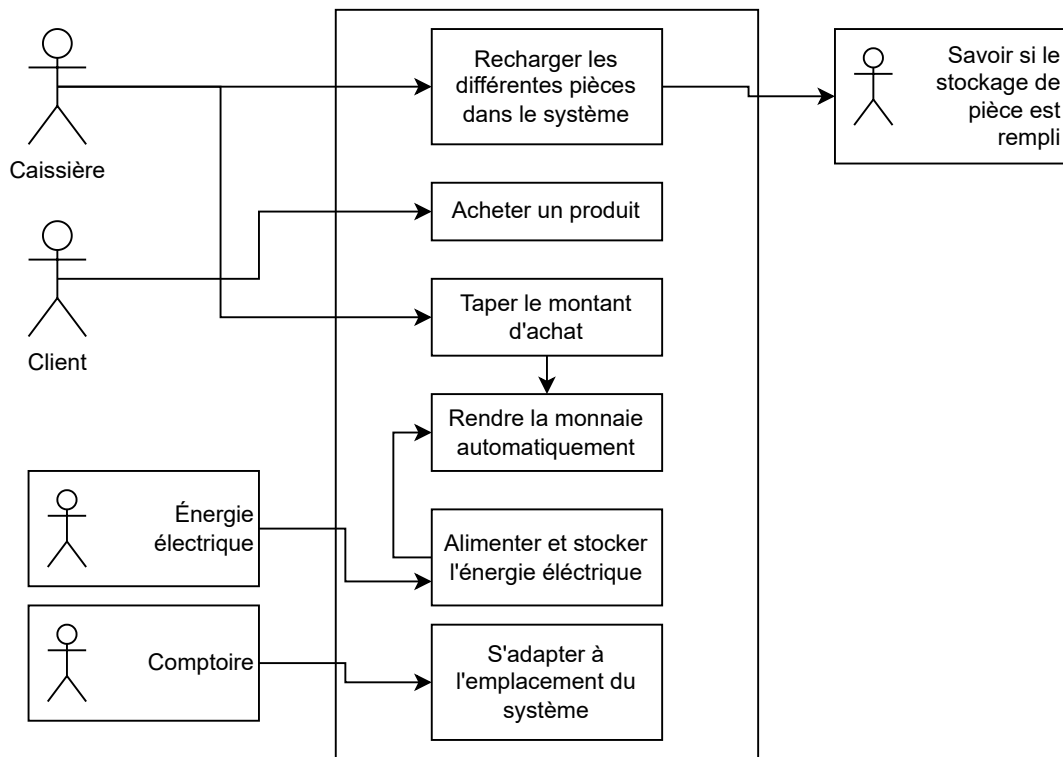 Caissière
Client
Énergie
électrique
Comptoire
Recharger les
différentes pièces
dans le système
Acheter un produit
Taper le montant
d'achat
Rendre la monnaie
automatiquement
Alimenter et stocker
l'énergie éléctrique
S'adapter à
l'emplacement du
système
Savoir si le
stockage de
pièce est
rempli